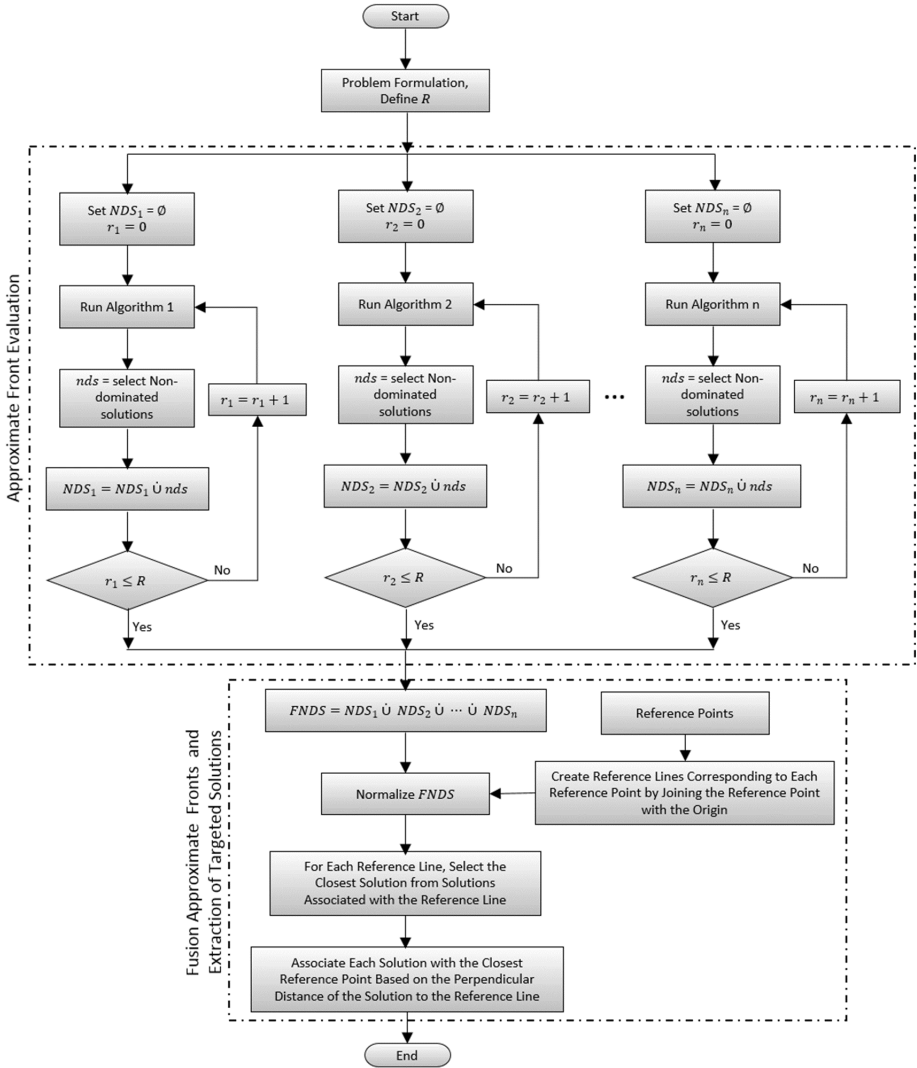 Start
Problem Formulation,
Define R
Approximate Front Evaluation
Set NDS₁ = Ø
r₁ = 0
Run Algorithm 1
nds = select Non-
dominated
solutions
r₁ = r₁ + 1
NDS₁ = NDS₁ ∪̇ nds
r₁ ≤ R
No
Yes
Set NDS₂ = Ø
r₂ = 0
Run Algorithm 2
nds = select Non-
dominated
solutions
r₂ = r₂ + 1
NDS₂ = NDS₂ ∪̇ nds
r₂ ≤ R
No
Yes
...
Set NDSₙ = Ø
rₙ = 0
Run Algorithm n
nds = select Non-
dominated
solutions
rₙ = rₙ + 1
NDSₙ = NDSₙ ∪̇ nds
rₙ ≤ R
No
Yes
Fusion Approximate Fronts and
Extraction of Targeted Solutions
FNDS = NDS₁ ∪̇ NDS₂ ∪̇ ⋯ ∪̇ NDSₙ
Reference Points
Create Reference Lines Corresponding to Each
Reference Point by Joining the Reference Point
with the Origin
Normalize FNDS
For Each Reference Line, Select the
Closest Solution from Solutions
Associated with the Reference Line
Associate Each Solution with the Closest
Reference Point Based on the Perpendicular
Distance of the Solution to the Reference Line
End